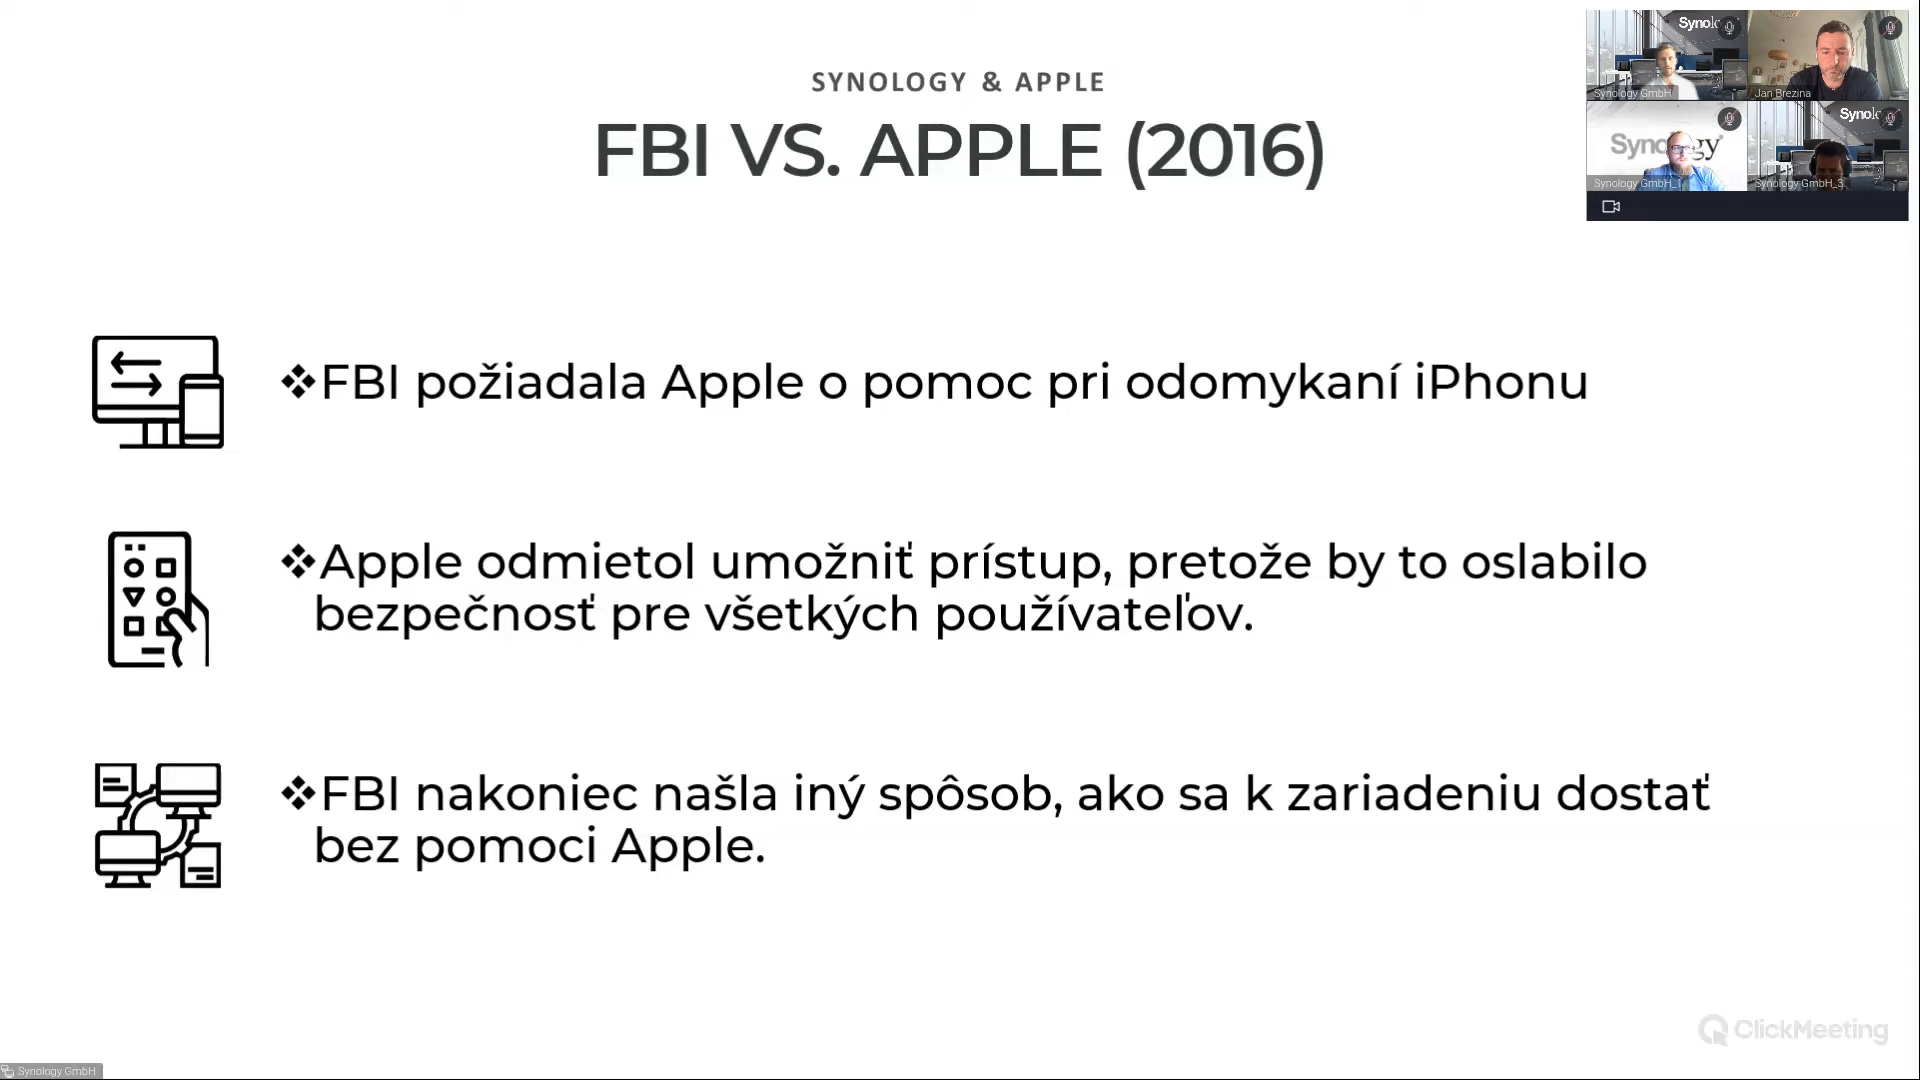 SYNOLOGY & APPLE
FBI VS. APPLE (2016)
❖FBI požiadala Apple o pomoc pri odomykaní iPhonu
❖Apple odmietol umožniť prístup, pretože by to oslabilo
bezpečnosť pre všetkých používateľov.
❖FBI nakoniec našla iný spôsob, ako sa k zariadeniu dostať
bez pomoci Apple.
Synology GmbH
Jan Brezina
Synology
Synology GmbH_1
Synology GmbH_3
ClickMeeting
Synology GmbH